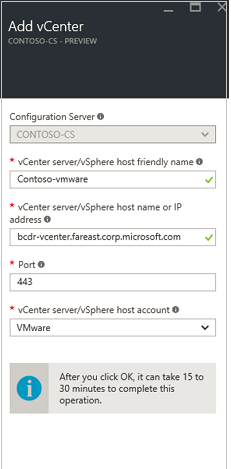 Add vCenter
CONTOSO-CS - PREVIEW
Configuration Server
CONTOSO-CS
* vCenter server/vSphere host friendly name
Contoso-vmware
* vCenter server/vSphere host name or IP
address
bcdr-vcenter.fareast.corp.microsoft.com
* Port
443
* vCenter server/vSphere host account
VMware
After you click OK, it can take 15 to
30 minutes to complete this
operation.